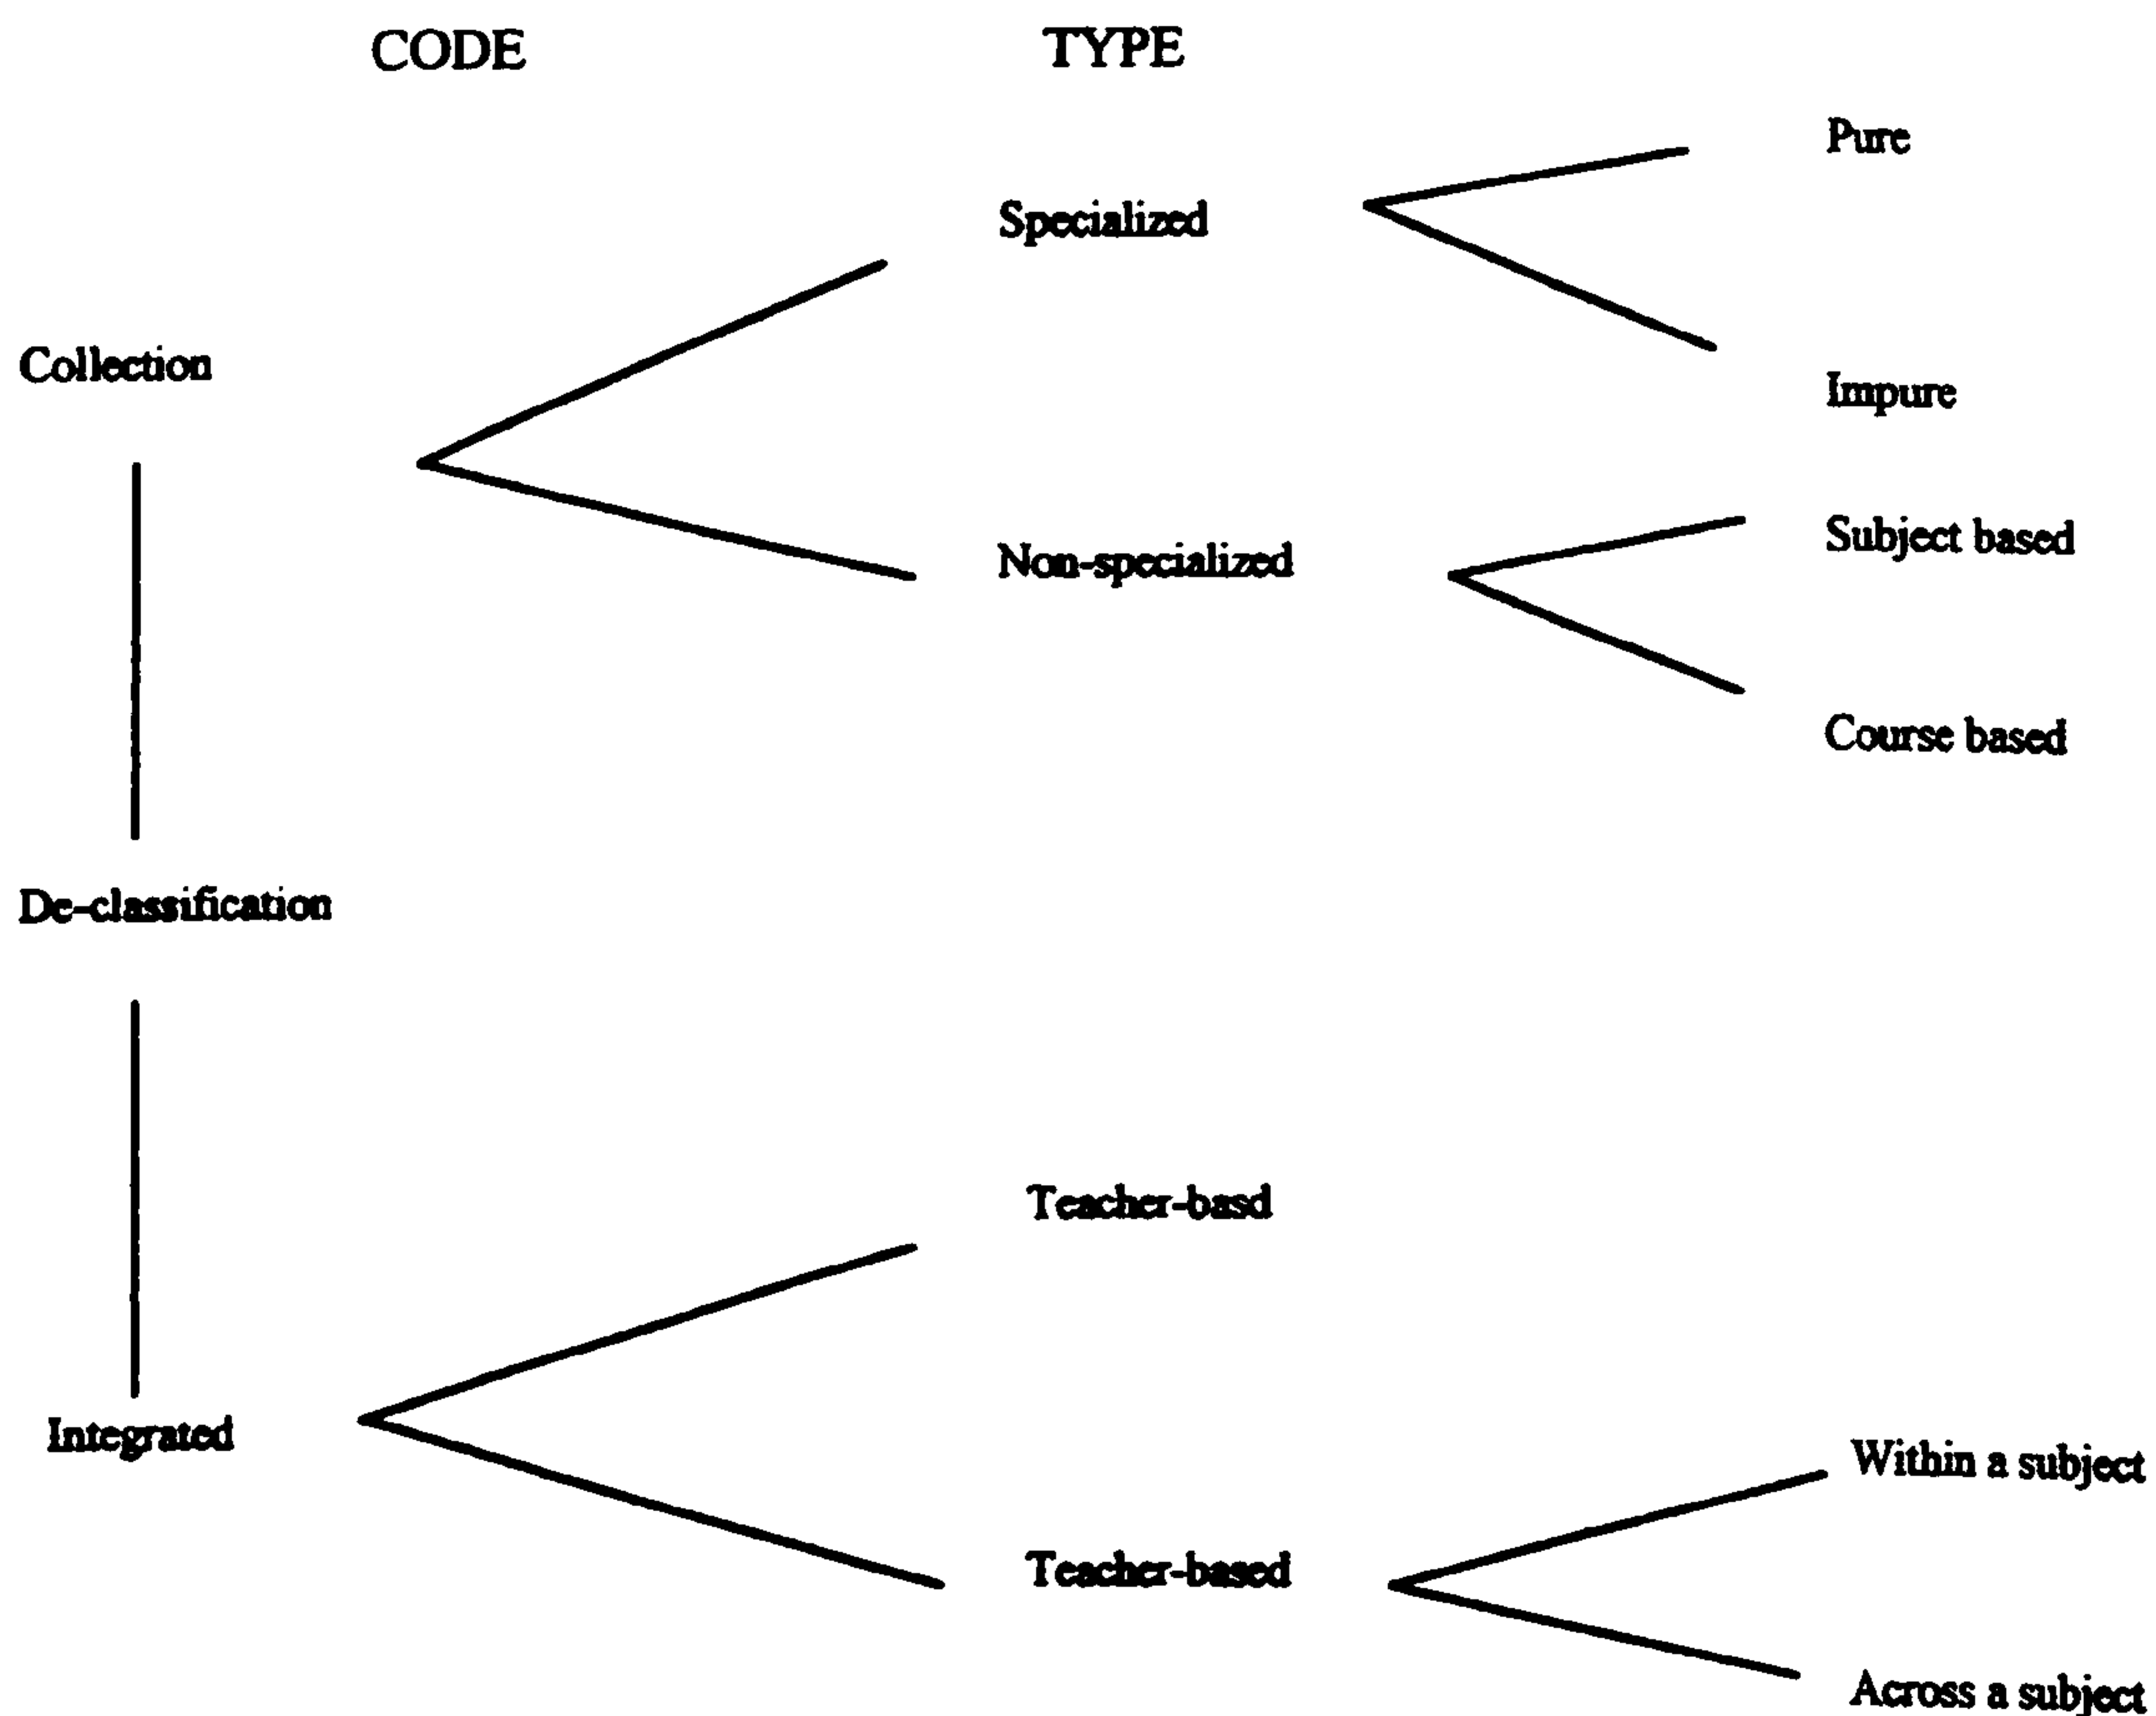 CODE TYPE
Pure
Specialized
Collection
Impure
Subject based
Non-specialized
Course based
De-classification
Teacher-basd
Integrated
Within a subject
Teacher-based
Across a subject